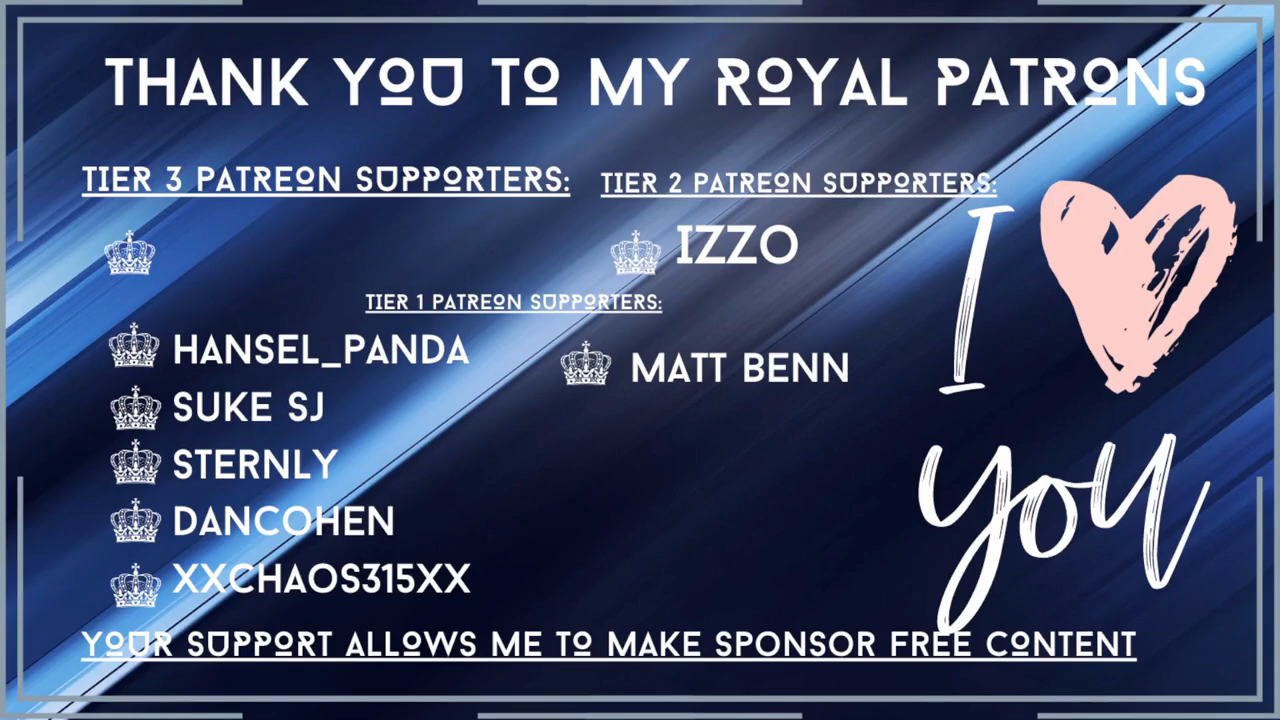 THANK YOU TO MY ROYAL PATRONS
TIER 3 PATREON SUPPORTERS:
TIER 2 PATREON SUPPORTERS:
IZZO
TIER 1 PATREON SUPPORTERS:
HANSEL_PANDA
MATT BENN
SUKE SJ
STERNLY
DANCOHEN
XXCHAOS315XX
I
you
YOUR SUPPORT ALLOWS ME TO MAKE SPONSOR FREE CONTENT